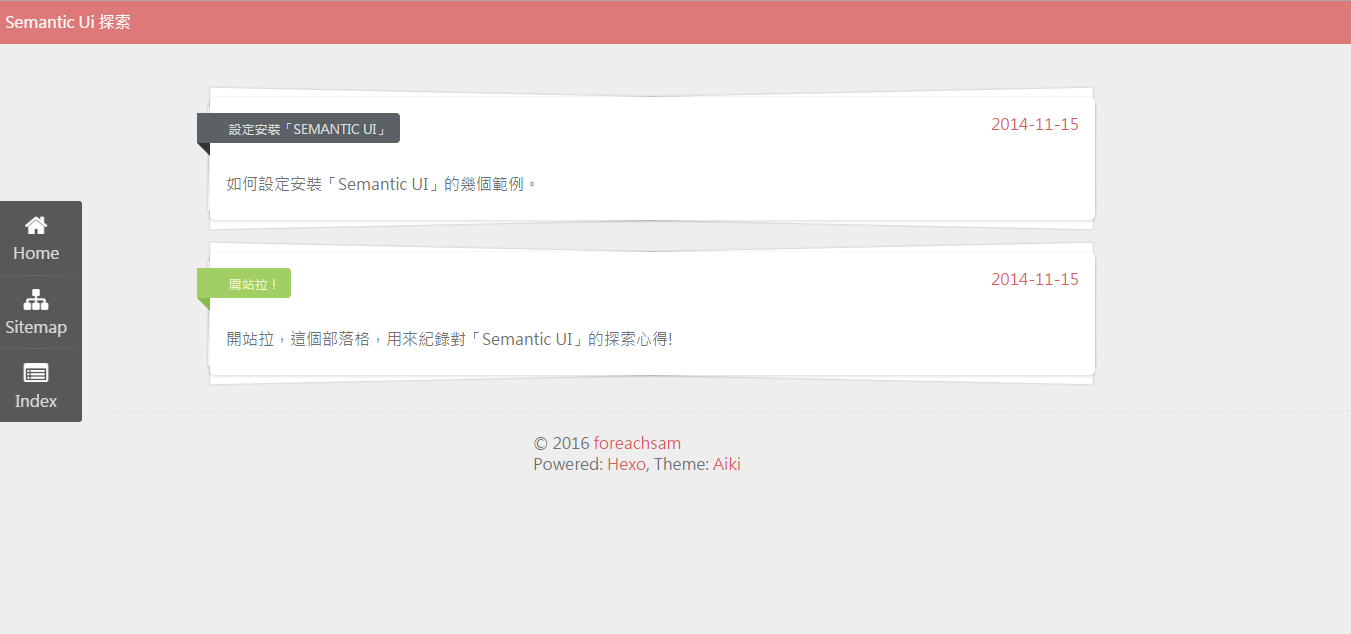 Semantic Ui 探索
設定安裝「SEMANTIC UI」
2014-11-15
如何設定安裝「Semantic UI」的幾個範例。
Home
開站拉！
2014-11-15
Sitemap
開站拉，這個部落格，用來紀錄對「Semantic UI」的探索心得!
Index
© 2016 foreachsam
Powered: Hexo, Theme: Aiki